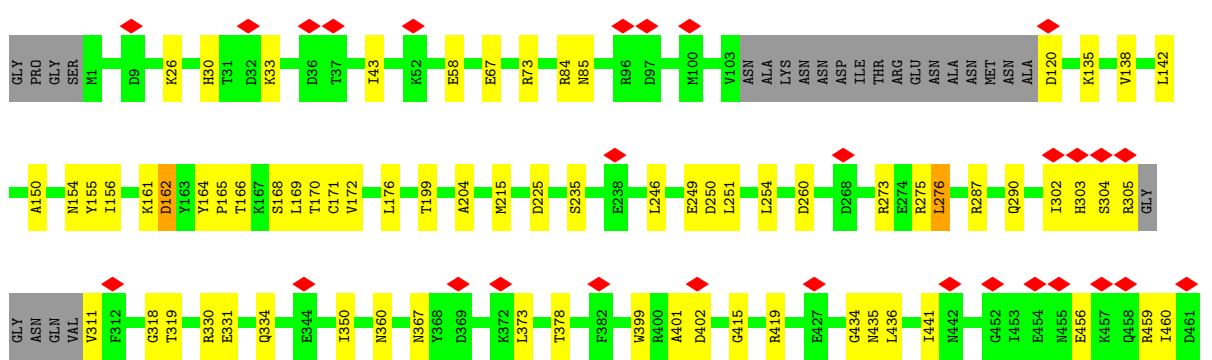 GLY PRO GLY SER M1 D9 K26 H30 T31 D32 K33 D36 T37 I43 K52 E58 E67 R73 R84 N85 R96 D97 M100 V103 ASN ALA LYS ASN ASN ASP ILE THR ARG GLU ASN ALA ASN MET ASN ALA D120 K135 V138 L142
A150 N154 Y155 I156 K161 D162 Y163 Y164 P165 T166 K167 S168 L169 T170 C171 V172 L176 T199 A204 M215 D225 S235 E238 L246 E249 D250 L251 L254 D260 D268 R273 E274 R275 L276 R287 Q290 I302 H303 S304 R305 GLY
GLY ASN GLN VAL V311 F312 G318 T319 R330 E331 Q334 E344 I350 N360 N367 Y368 D369 K372 L373 T378 F382 W399 R400 A401 D402 G415 R419 E427 G434 N435 L436 I441 N442 G452 I453 E454 N455 E456 K457 Q458 R459 I460 D461